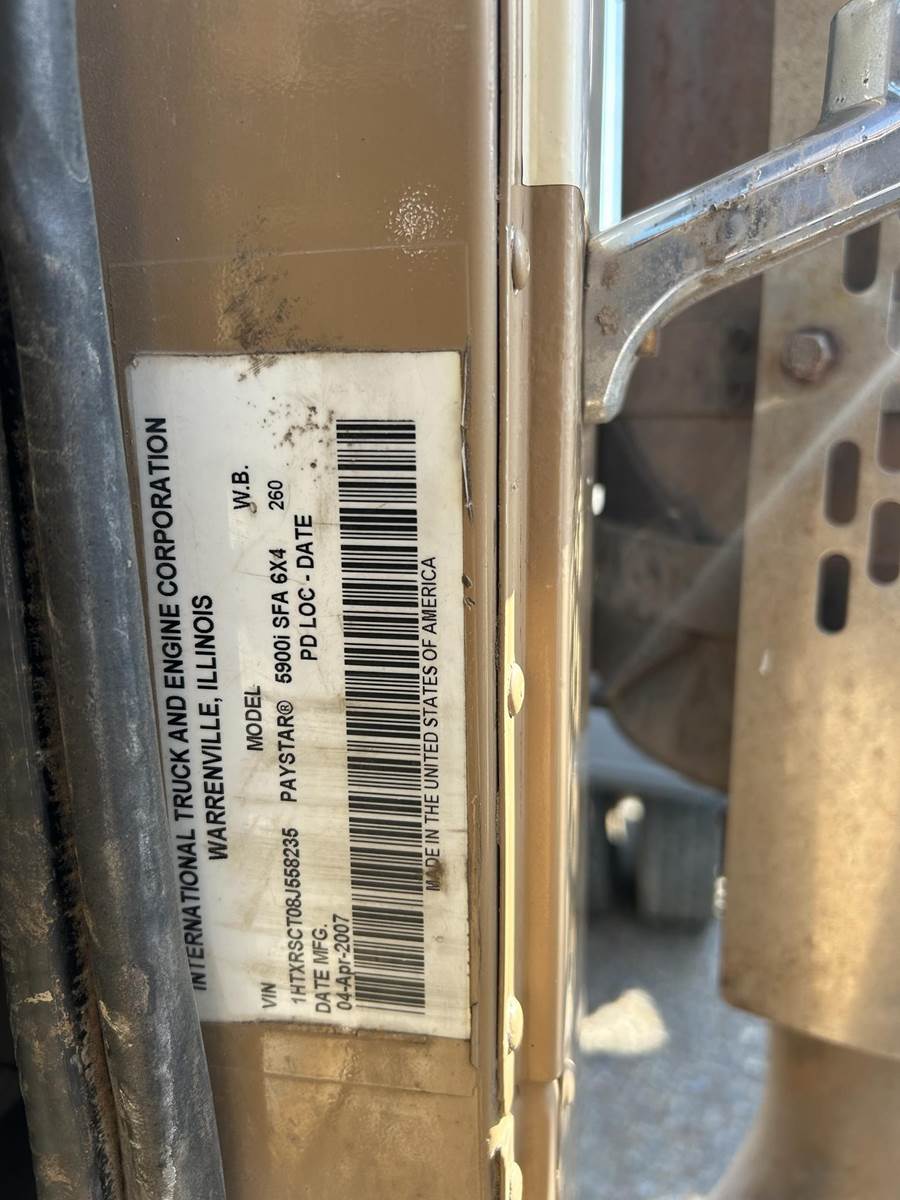 INTERNATIONAL TRUCK AND ENGINE CORPORATION
WARRENVILLE, ILLINOIS
MODEL W.B.
VIN
1HTXRSCT08J558235 PAYSTAR® 5900i SFA 6X4 260
DATE MFG. PD LOC - DATE
04-Apr-2007
MADE IN THE UNITED STATES OF AMERICA